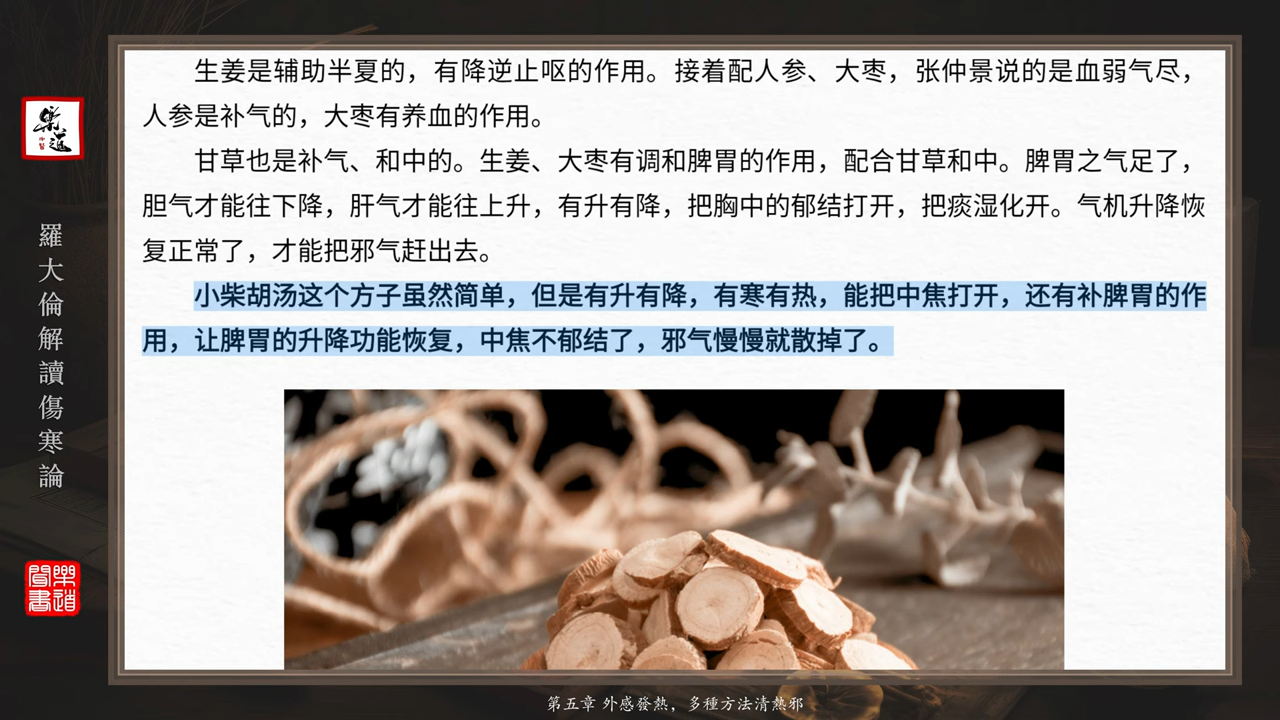 生姜是辅助半夏的，有降逆止呕的作用。接着配人参、大枣，张仲景说的是血弱气尽，
人参是补气的，大枣有养血的作用。
甘草也是补气、和中的。生姜、大枣有调和脾胃的作用，配合甘草和中。脾胃之气足了，
胆气才能往下降，肝气才能往上升，有升有降，把胸中的郁结打开，把痰湿化开。气机升降恢
复正常了，才能把邪气赶出去。
小柴胡汤这个方子虽然简单，但是有升有降，有寒有热，能把中焦打开，还有补脾胃的作
用，让脾胃的升降功能恢复，中焦不郁结了，邪气慢慢就散掉了。
羅大倫解讀傷寒論
樂道
閱書
第五章 外感發熱，多種方法清熱邪